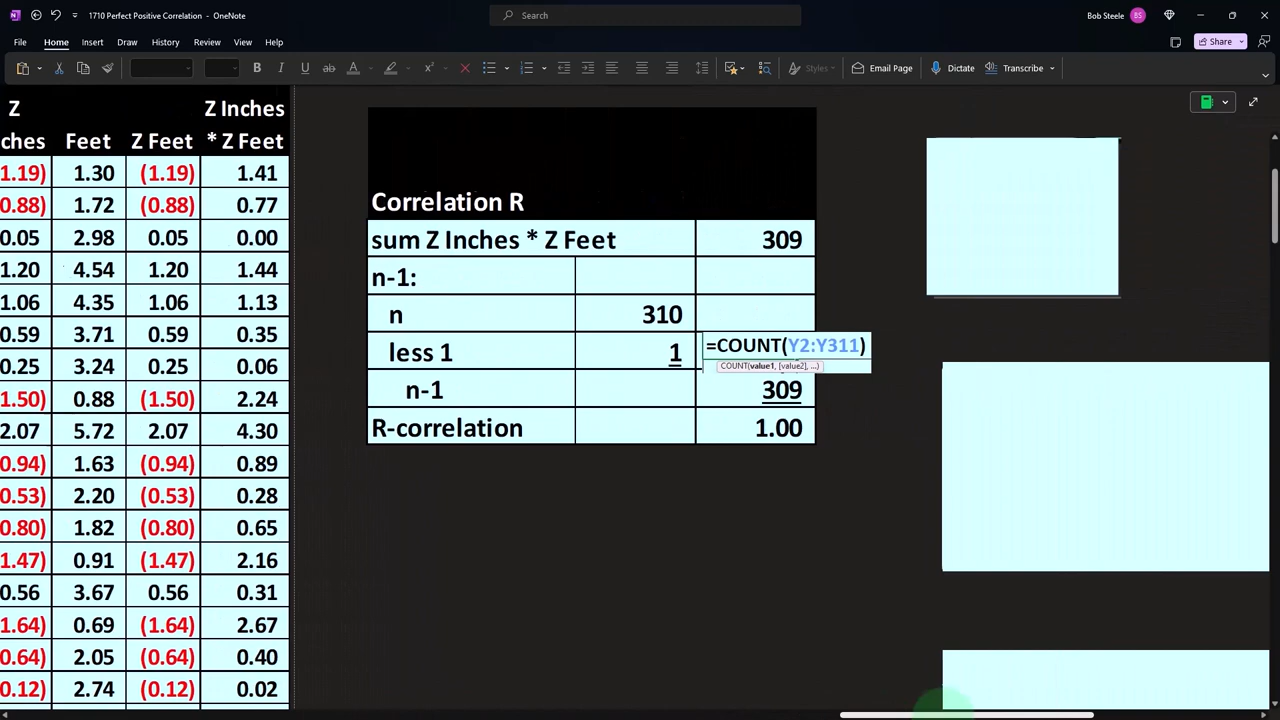 1710 Perfect Positive Correlation - OneNote
Search
Bob Steele BS
File Home Insert Draw History Review View Help
Share
B I U ab A x Email Page Dictate Transcribe Styles
Z Z Inches
ches Feet Z Feet * Z Feet
1.19) 1.30 (1.19) 1.41
0.88) 1.72 (0.88) 0.77
0.05 2.98 0.05 0.00
1.20 4.54 1.20 1.44
1.06 4.35 1.06 1.13
0.59 3.71 0.59 0.35
0.25 3.24 0.25 0.06
1.50) 0.88 (1.50) 2.24
2.07 5.72 2.07 4.30
0.94) 1.63 (0.94) 0.89
0.53) 2.20 (0.53) 0.28
0.80) 1.82 (0.80) 0.65
1.47) 0.91 (1.47) 2.16
0.56 3.67 0.56 0.31
1.64) 0.69 (1.64) 2.67
0.64) 2.05 (0.64) 0.40
0.12) 2.74 (0.12) 0.02
Correlation R
sum Z Inches * Z Feet 309
n-1:
n 310
less 1 1
=COUNT(Y2:Y311)
COUNT(value1, [value2], ...)
n-1 309
R-correlation 1.00